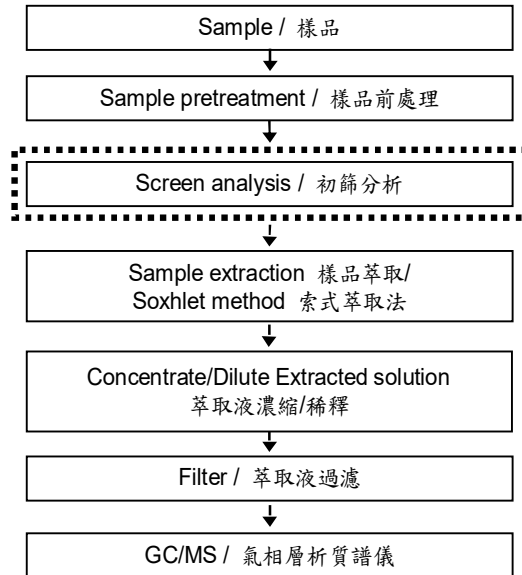 Sample / 樣品
Sample pretreatment / 樣品前處理
Screen analysis / 初篩分析
Sample extraction 樣品萃取/
Soxhlet method 索式萃取法
Concentrate/Dilute Extracted solution
萃取液濃縮/稀釋
Filter / 萃取液過濾
GC/MS / 氣相層析質譜儀